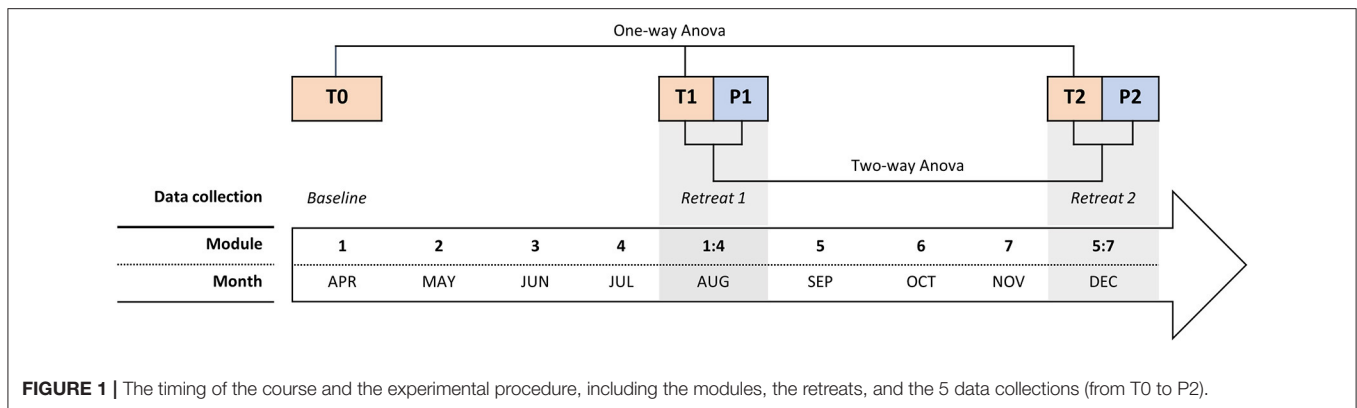 One-way Anova
T0 T1 P1 T2 P2
Two-way Anova
Data collection Baseline Retreat 1 Retreat 2
Module 1 2 3 4 1:4 5 6 7 5:7
Month APR MAY JUN JUL AUG SEP OCT NOV DEC
FIGURE 1 | The timing of the course and the experimental procedure, including the modules, the retreats, and the 5 data collections (from T0 to P2).